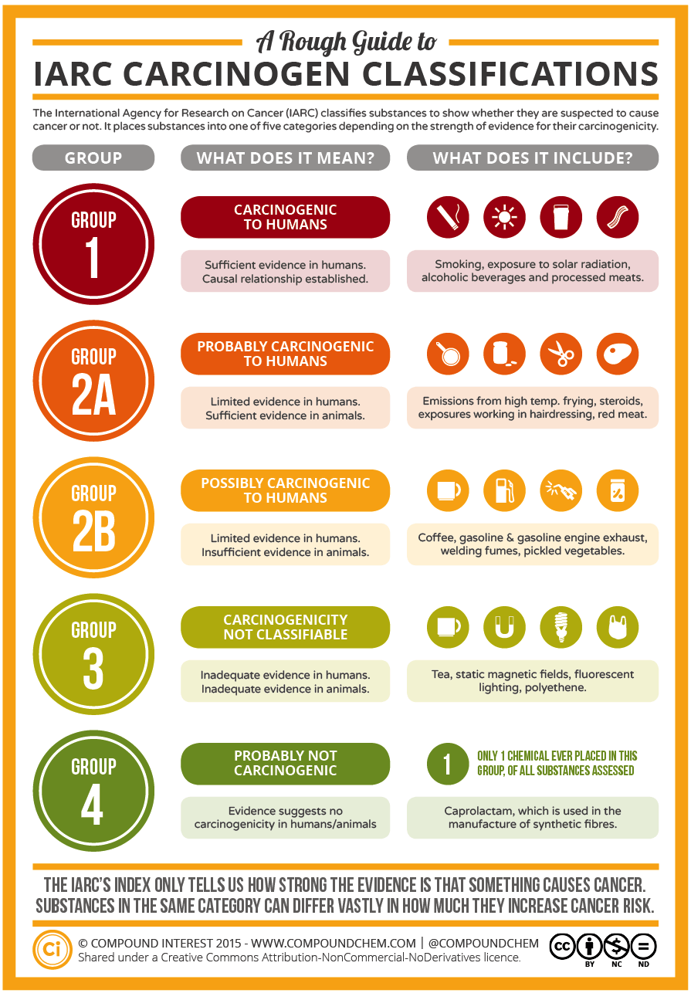 A Rough Guide to
IARC CARCINOGEN CLASSIFICATIONS
The International Agency for Research on Cancer (IARC) classifies substances to show whether they are suspected to cause
cancer or not. It places substances into one of five categories depending on the strength of evidence for their carcinogenicity.
GROUP
WHAT DOES IT MEAN?
WHAT DOES IT INCLUDE?
GROUP
1
CARCINOGENIC
TO HUMANS
Sufficient evidence in humans.
Causal relationship established.
Smoking, exposure to solar radiation,
alcoholic beverages and processed meats.
GROUP
2A
PROBABLY CARCINOGENIC
TO HUMANS
Limited evidence in humans.
Sufficient evidence in animals.
Emissions from high temp. frying, steroids,
exposures working in hairdressing, red meat.
GROUP
2B
POSSIBLY CARCINOGENIC
TO HUMANS
Limited evidence in humans.
Insufficient evidence in animals.
Coffee, gasoline & gasoline engine exhaust,
welding fumes, pickled vegetables.
GROUP
3
CARCINOGENICITY
NOT CLASSIFIABLE
Inadequate evidence in humans.
Inadequate evidence in animals.
Tea, static magnetic fields, fluorescent
lighting, polyethene.
GROUP
4
PROBABLY NOT
CARCINOGENIC
Evidence suggests no
carcinogenicity in humans/animals
1
ONLY 1 CHEMICAL EVER PLACED IN THIS
GROUP, OF ALL SUBSTANCES ASSESSED
Caprolactam, which is used in the
manufacture of synthetic fibres.
THE IARC'S INDEX ONLY TELLS US HOW STRONG THE EVIDENCE IS THAT SOMETHING CAUSES CANCER.
SUBSTANCES IN THE SAME CATEGORY CAN DIFFER VASTLY IN HOW MUCH THEY INCREASE CANCER RISK.
Ci
© COMPOUND INTEREST 2015 - WWW.COMPOUNDCHEM.COM | @COMPOUNDCHEM
Shared under a Creative Commons Attribution-NonCommercial-NoDerivatives licence.
cc
BY NC ND